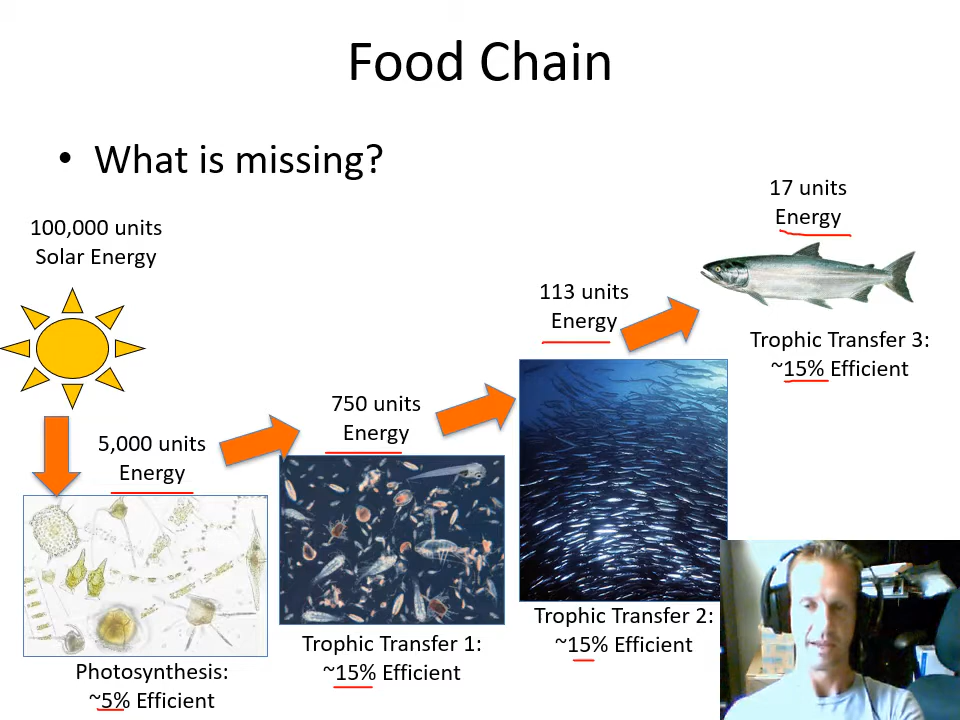 Food Chain
• What is missing?
100,000 units
Solar Energy
5,000 units
Energy
Photosynthesis:
~5% Efficient
750 units
Energy
Trophic Transfer 1:
~15% Efficient
113 units
Energy
Trophic Transfer 2:
~15% Efficient
17 units
Energy
Trophic Transfer 3:
~15% Efficient